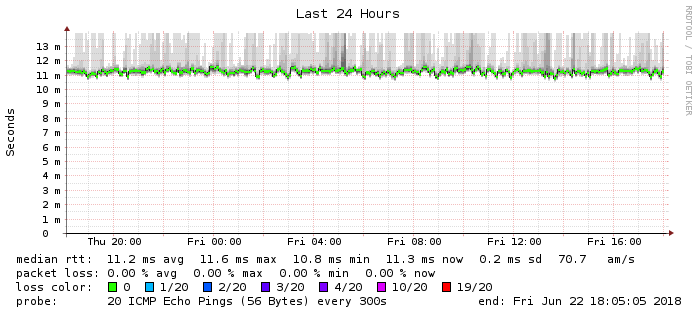 Last 24 Hours
RRDTOOL / TOBI OETIKER
Seconds
13 m
12 m
11 m
10 m
9 m
8 m
7 m
6 m
5 m
4 m
3 m
2 m
1 m
0
Thu 20:00 Fri 00:00 Fri 04:00 Fri 08:00 Fri 12:00 Fri 16:00
median rtt: 11.2 ms avg 11.6 ms max 10.8 ms min 11.3 ms now 0.2 ms sd 70.7 am/s
packet loss: 0.00 % avg 0.00 % max 0.00 % min 0.00 % now
loss color: 0 1/20 2/20 3/20 4/20 10/20 19/20
probe: 20 ICMP Echo Pings (56 Bytes) every 300s end: Fri Jun 22 18:05:05 2018